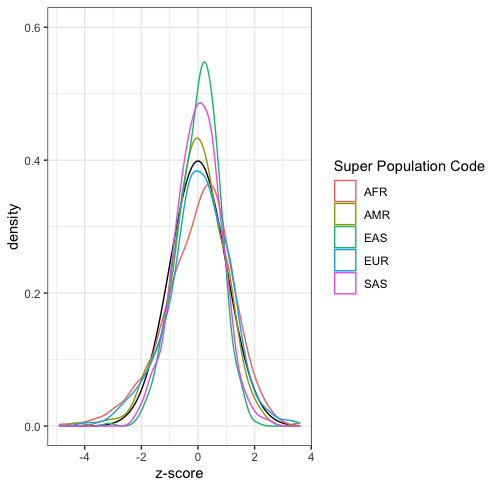 0.6
0.4
0.2
0.0
density
-4 -2 0 2 4
z-score
Super Population Code
AFR
AMR
EAS
EUR
SAS